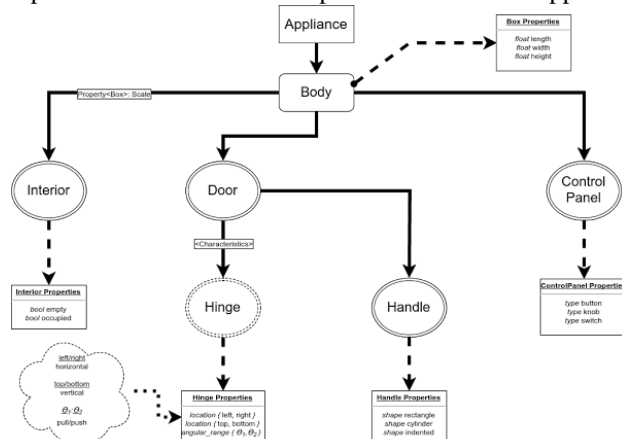 Appliance
Box Properties
float length
float width
float height
Body
Property<Box>: Scale
Interior
Door
Control
Panel
<Characteristics>
Interior Properties
bool empty
bool occupied
Hinge
Handle
ControlPanel Propertie
type button
type knob
type switch
left/right
horizontal
top/bottom
vertical
Θ₁:Θ₂
pull/push
Hinge Properties
location { left, right }
location { top, bottom }
angular_range { Θ₁,Θ₂ }
Handle Properties
shape rectangle
shape cylinder
shape indented